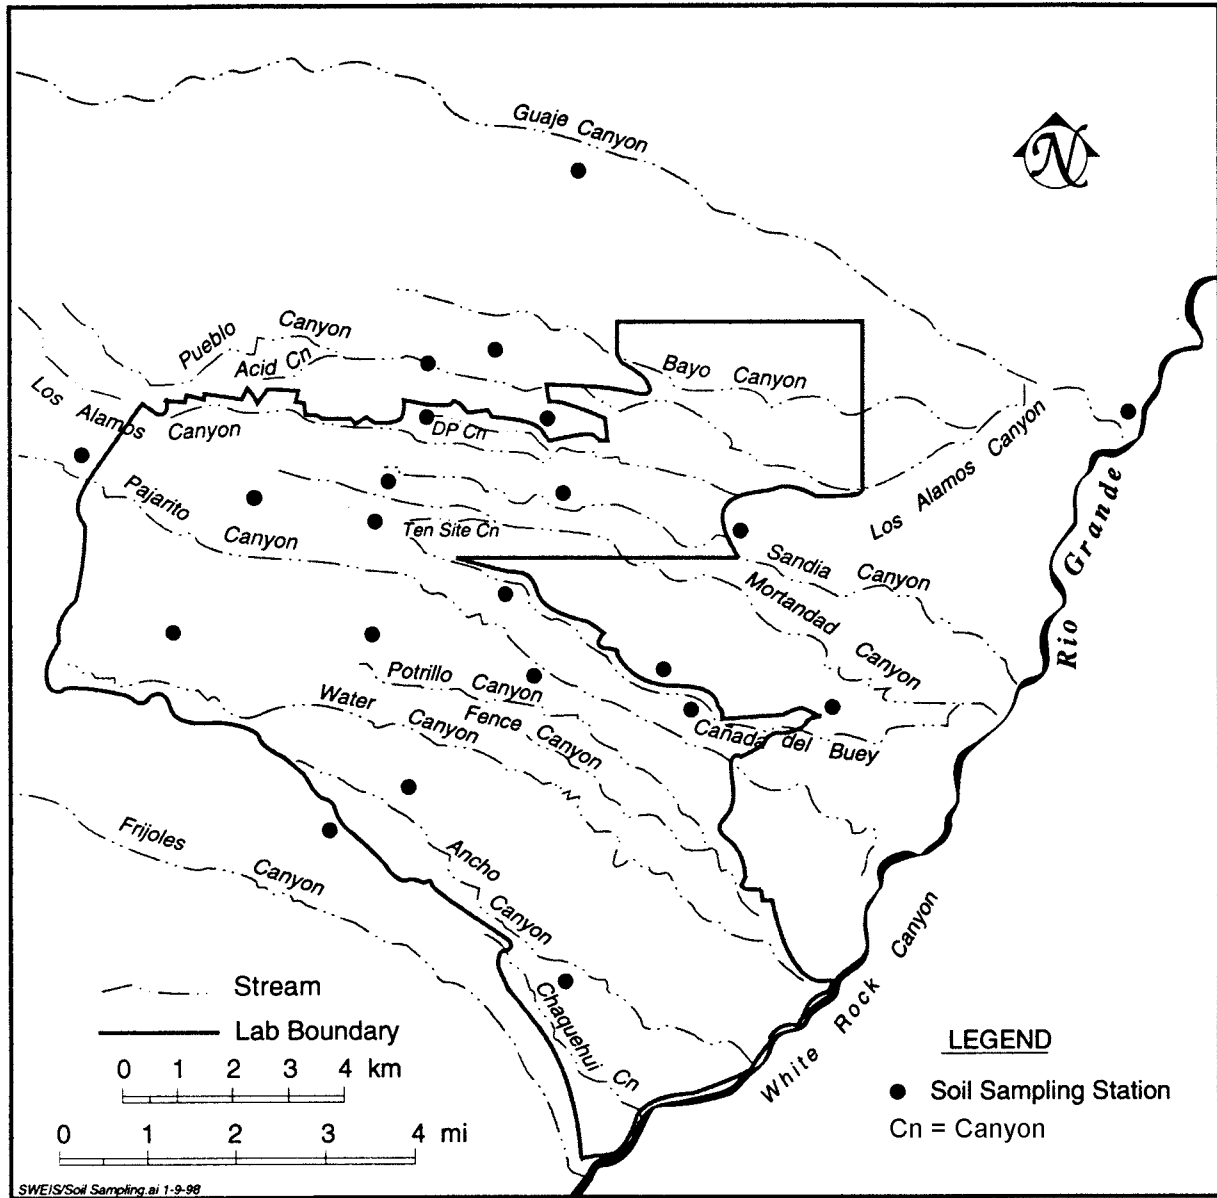 Guaje Canyon
N
Pueblo Canyon
Acid Cn
Bayo Canyon
Los Alamos Canyon
DP Cn
Los Alamos Canyon
Rio Grande
Pajarito Canyon
Ten Site Cn
Sandia Canyon
Mortandad Canyon
Potrillo Canyon
Water Canyon
Fence Canyon
Cañada del Buey
Frijoles Canyon
Ancho Canyon
Chaquehui Cn
White Rock Canyon
Stream
Lab Boundary
0 1 2 3 4 km
0 1 2 3 4 mi
LEGEND
Soil Sampling Station
Cn = Canyon
SWEIS/Soil Sampling.ai 1-9-98